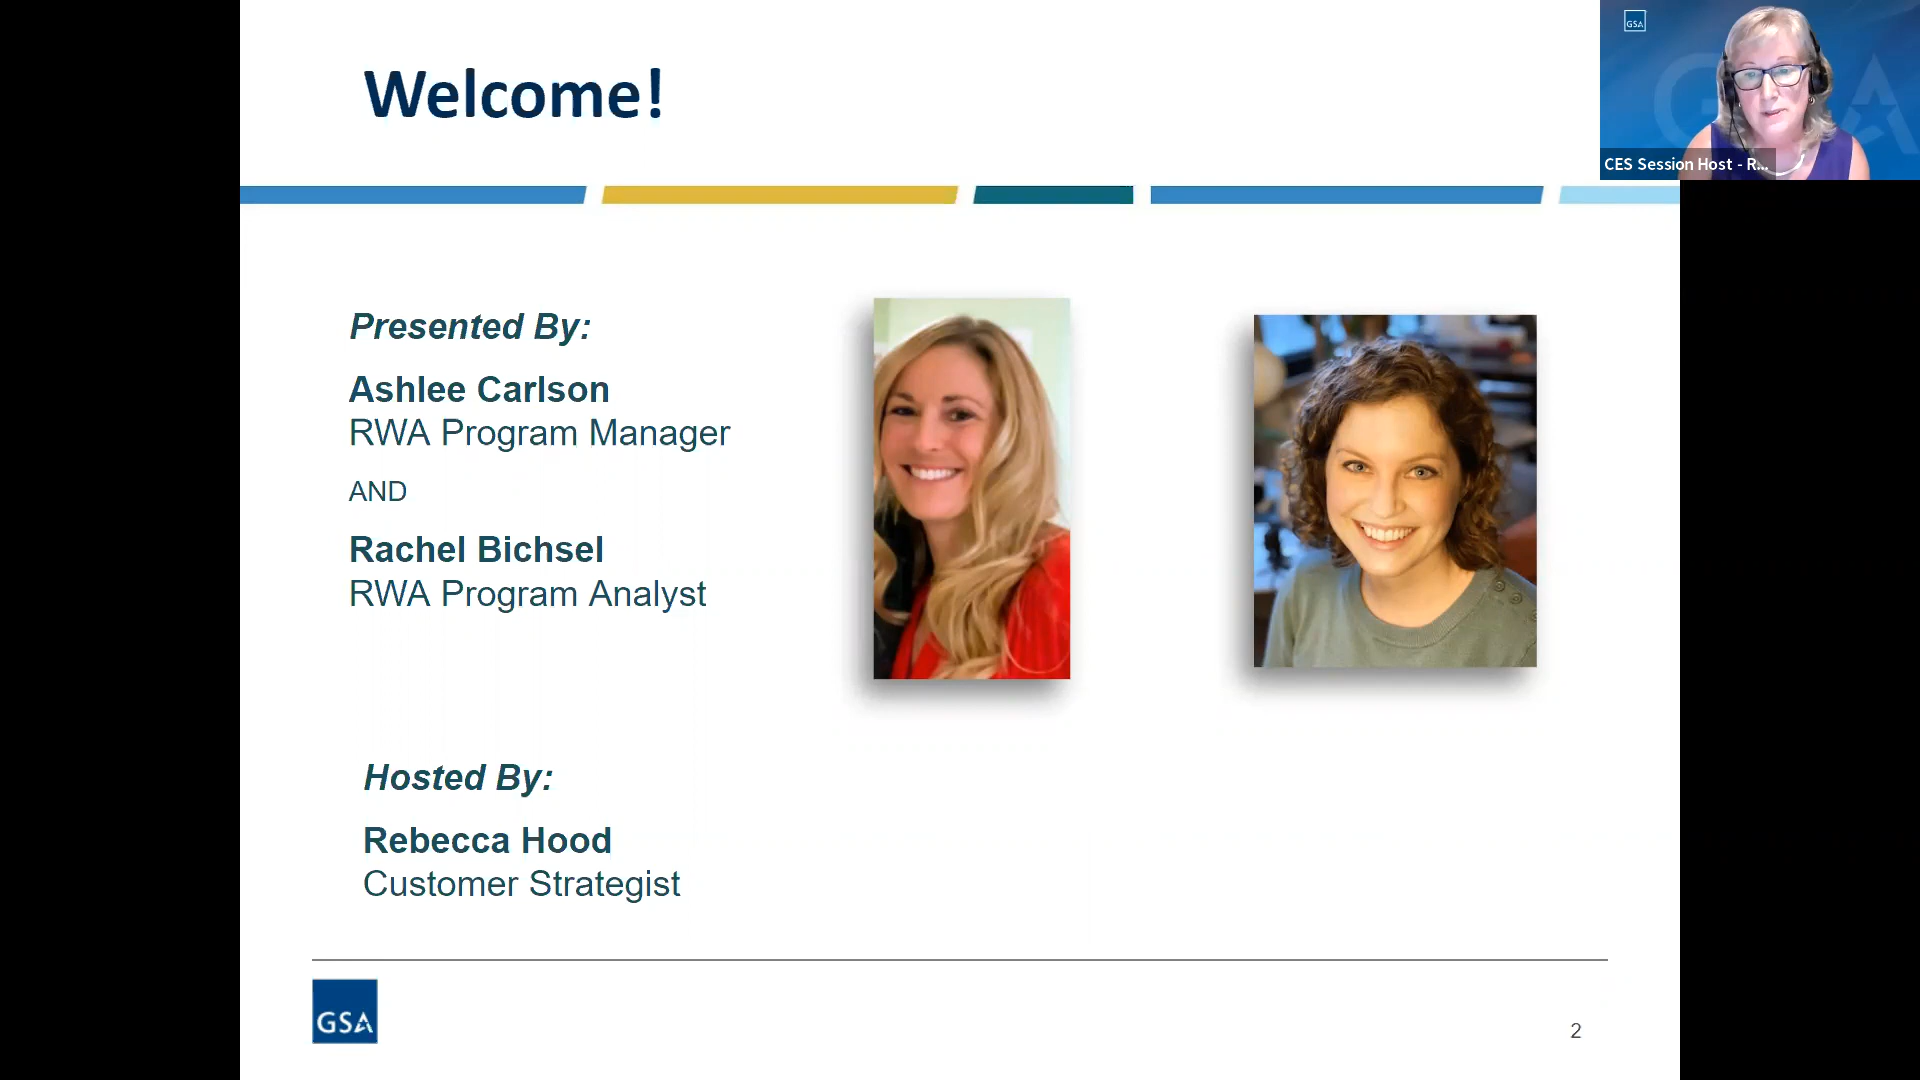 Welcome!
GSA
CES Session Host - R...
Presented By:
Ashlee Carlson
RWA Program Manager
AND
Rachel Bichsel
RWA Program Analyst
Hosted By:
Rebecca Hood
Customer Strategist
GSA
2